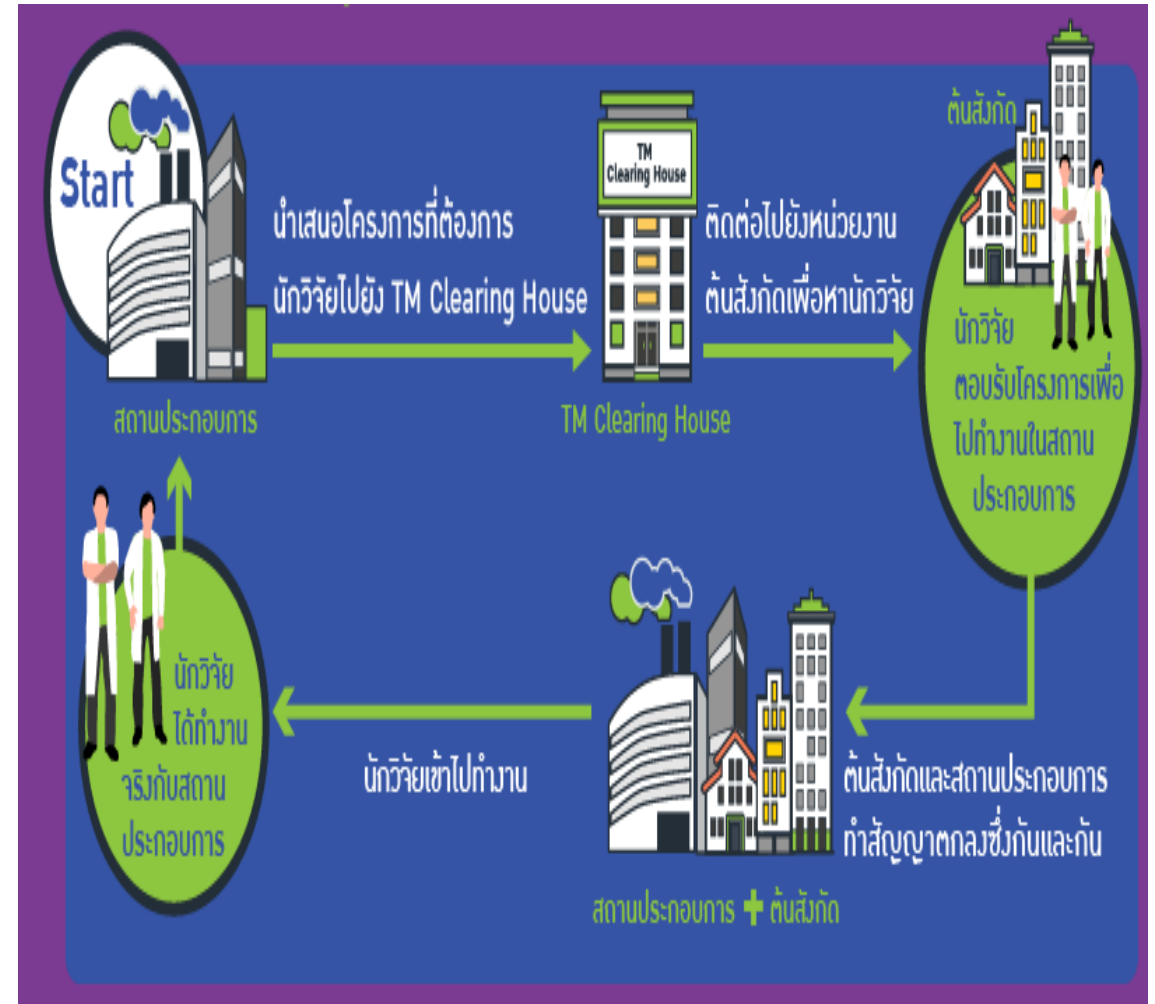 Start
สถานประกอบการ
นำเสนอโครงการที่ต้องการ
นักวิจัยไปยัง TM Clearing House
TM
Clearing House
TM Clearing House
ติดต่อไปยังหน่วยงาน
ต้นสังกัดเพื่อหานักวิจัย
ต้นสังกัด
นักวิจัย
ตอบรับโครงการเพื่อ
ไปทำงานในสถาน
ประกอบการ
ต้นสังกัดและสถานประกอบการ
ทำสัญญาตกลงซึ่งกันและกัน
สถานประกอบการ + ต้นสังกัด
นักวิจัยเข้าไปทำงาน
นักวิจัย
ได้ทำงาน
จริงกับสถาน
ประกอบการ